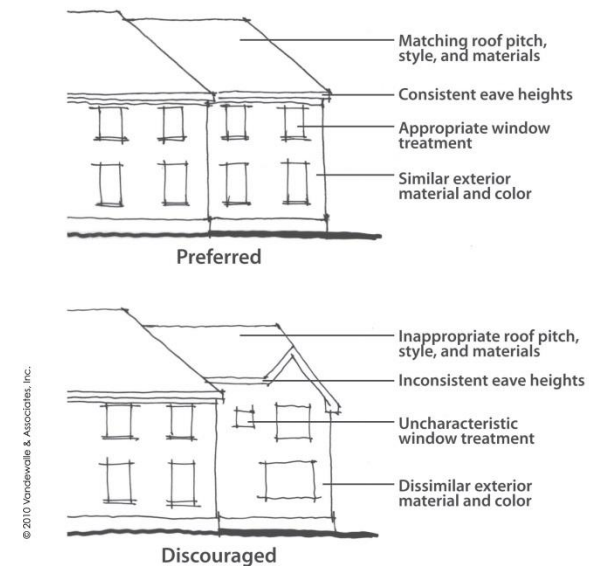 Matching roof pitch,
style, and materials
Consistent eave heights
Appropriate window
treatment
Similar exterior
material and color
Preferred
Inappropriate roof pitch,
style, and materials
Inconsistent eave heights
Uncharacteristic
window treatment
Dissimilar exterior
material and color
Discouraged
© 2010 Vandewalle & Associates, Inc.